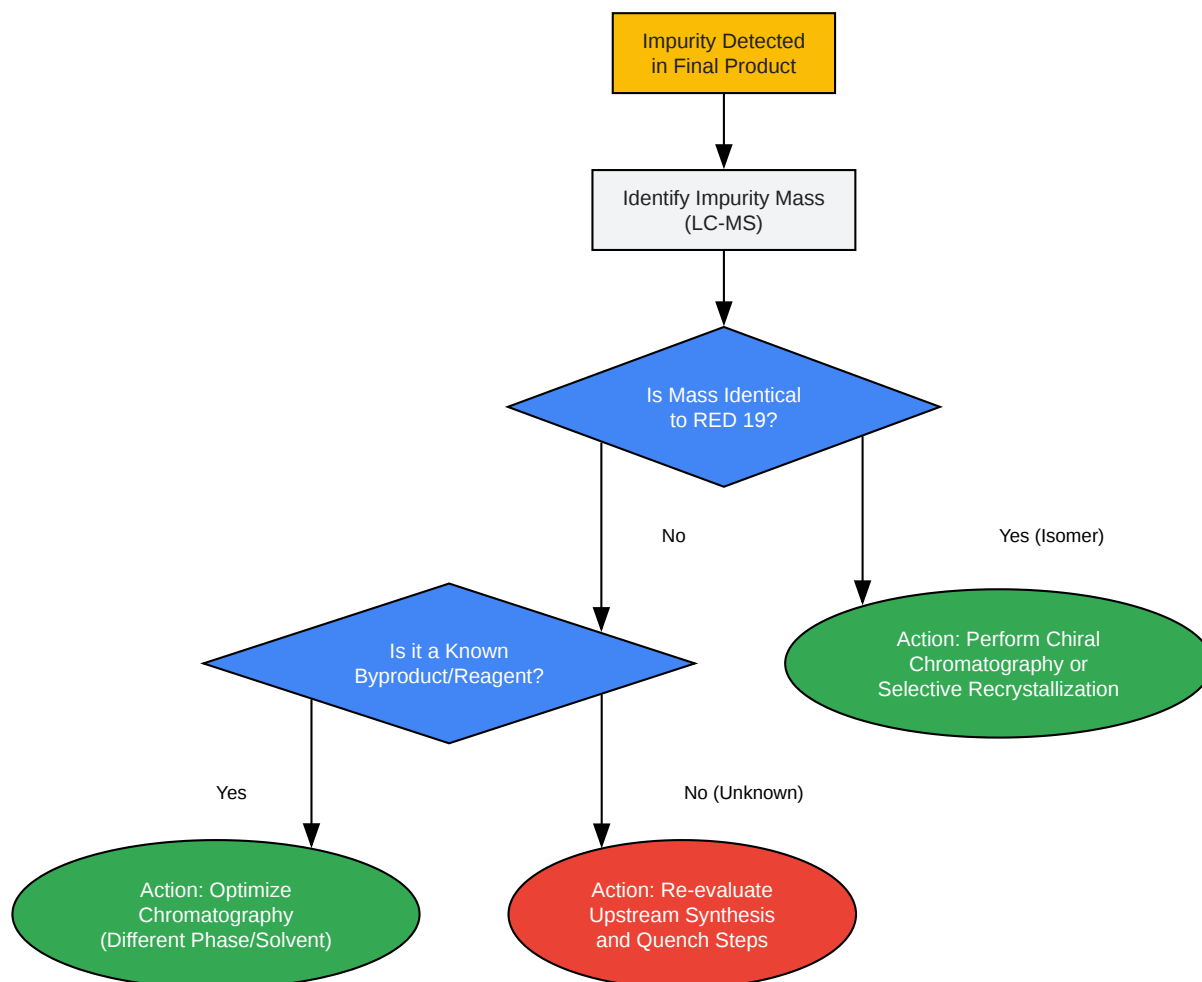 Impurity Detected
in Final Product
Identify Impurity Mass
(LC-MS)
Is Mass Identical
to RED 19?
No
Yes (Isomer)
Is it a Known
Byproduct/Reagent?
Action: Perform Chiral
Chromatography or
Selective Recrystallization
Yes
No (Unknown)
Action: Optimize
Chromatography
(Different Phase/Solvent)
Action: Re-evaluate
Upstream Synthesis
and Quench Steps